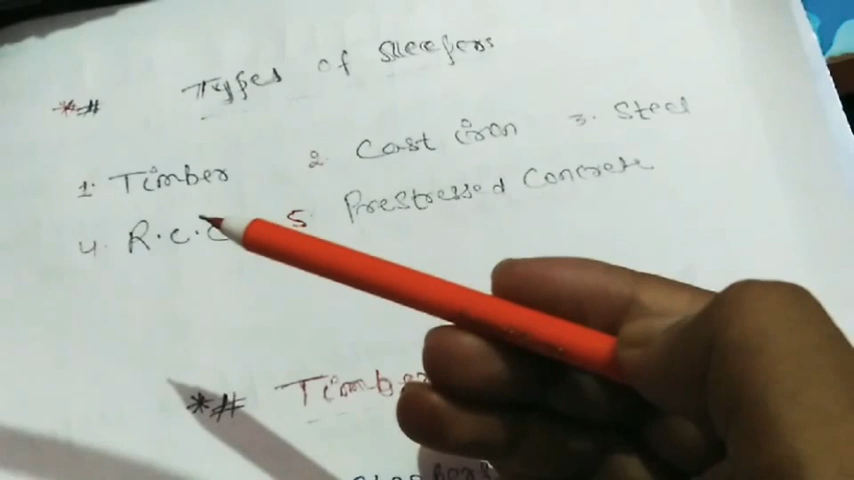 *# Types of Sleepers
1. Timber 2. Cast iron 3. Steel
4. R.C.C 5 Prestressed Concrete
*# Timber